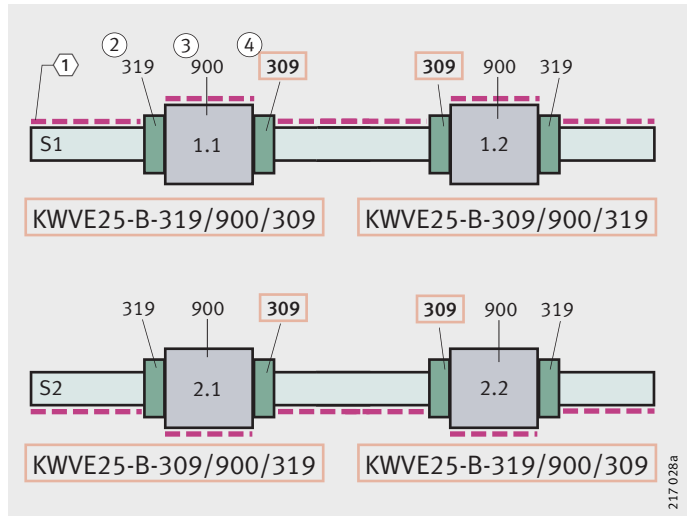 2 3 4
1 319 900 309 309 900 319
S1 1.1 1.2
KWVE25-B-319/900/309 KWVE25-B-309/900/319
319 900 309 309 900 319
S2 2.1 2.2
KWVE25-B-309/900/319 KWVE25-B-319/900/309
217 028a